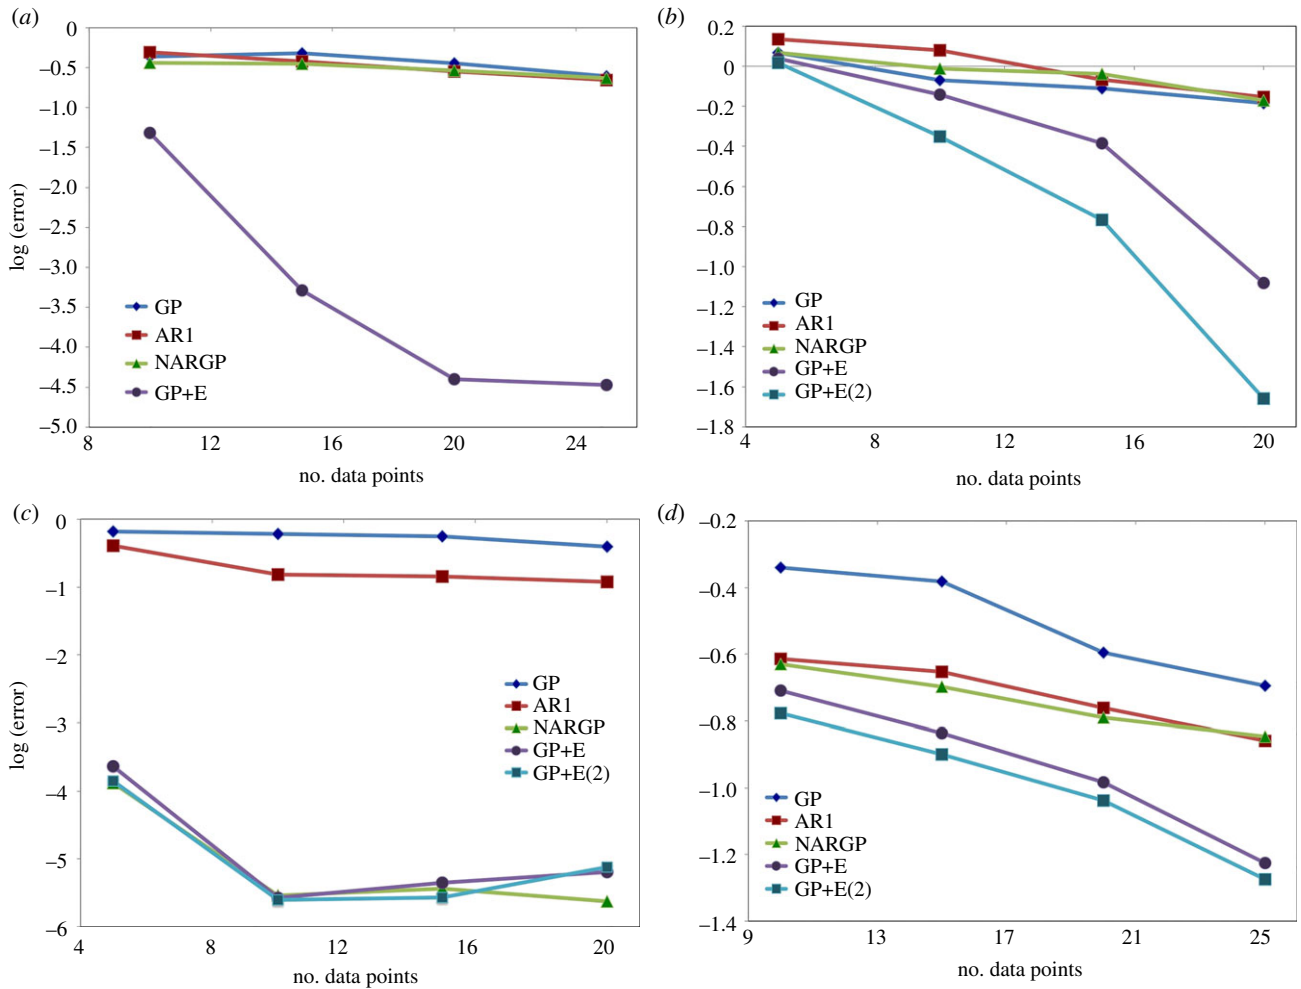 (a)
0
–0.5
–1.0
–1.5
–2.0
–2.5
–3.0
–3.5
–4.0
–4.5
–5.0
log (error)
GP
AR1
NARGP
GP+E
8 12 16 20 24
no. data points
(b)
0.2
0
–0.2
–0.4
–0.6
–0.8
–1.0
–1.2
–1.4
–1.6
–1.8
GP
AR1
NARGP
GP+E
GP+E(2)
4 8 12 16 20
no. data points
(c)
0
–1
–2
–3
–4
–5
–6
log (error)
GP
AR1
NARGP
GP+E
GP+E(2)
4 8 12 16 20
no. data points
(d)
–0.2
–0.4
–0.6
–0.8
–1.0
–1.2
–1.4
GP
AR1
NARGP
GP+E
GP+E(2)
9 13 17 21 25
no. data points